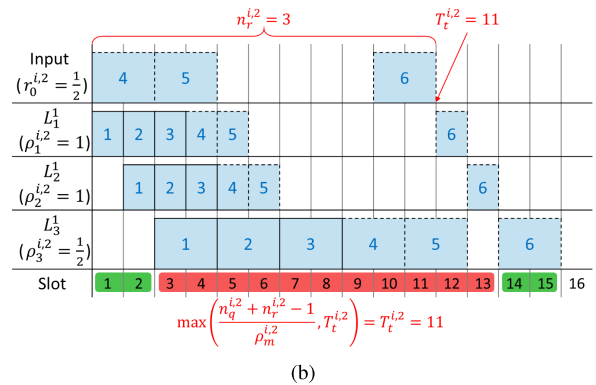 n_r^{i,2} = 3
T_t^{i,2} = 11
Input
(r_0^{i,2} = 1/2)
4 5 6
L_1^1
(ρ_1^{i,2} = 1)
1 2 3 4 5 6
L_2^1
(ρ_2^{i,2} = 1)
1 2 3 4 6 6
L_3^1
(ρ_3^{i,2} = 1/2)
1 2 3 4 5 6
Slot 1 2 3 4 5 6 7 8 9 10 11 12 13 14 15 16
max((n_q^{i,2} + n_r^{i,2} − 1)/ρ_m^{i,2}, T_t^{i,2}) = T_t^{i,2} = 11
(b)